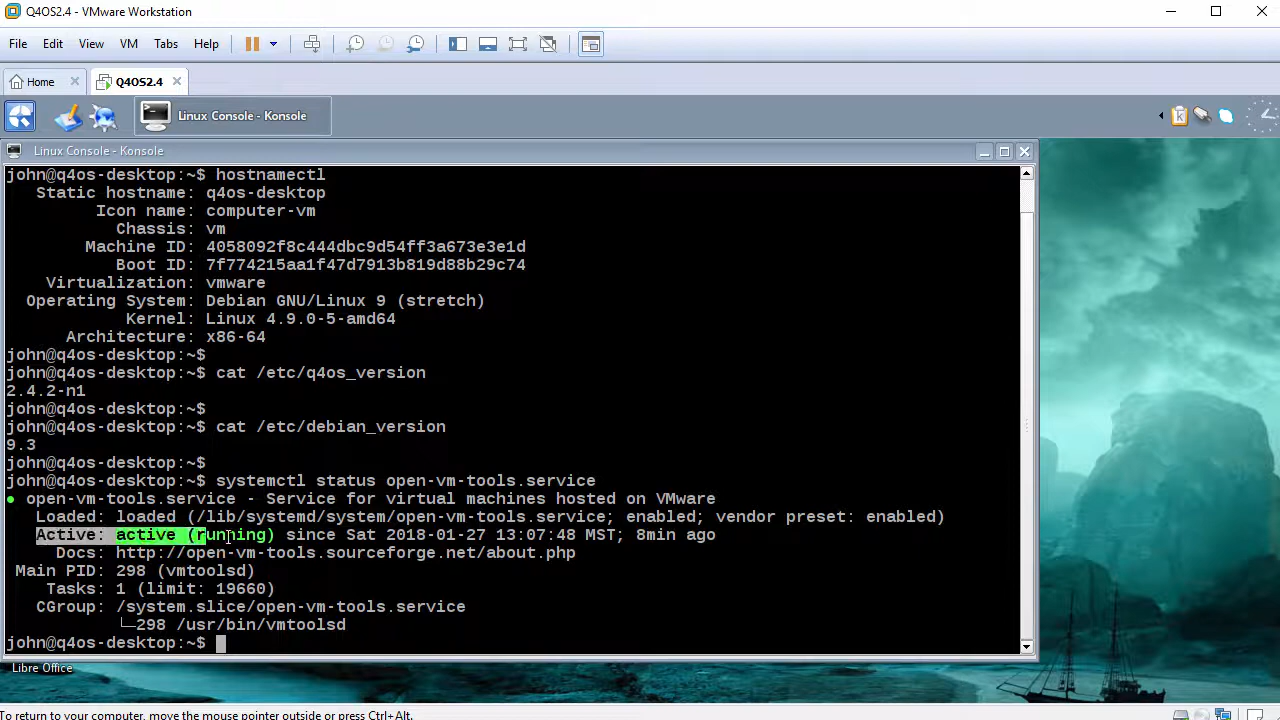 Q4OS2.4 - VMware Workstation
File Edit View VM Tabs Help
Home Q4OS2.4
Linux Console - Konsole
Linux Console - Konsole
john@q4os-desktop:~$ hostnamectl
Static hostname: q4os-desktop
Icon name: computer-vm
Chassis: vm
Machine ID: 4058092f8c444dbc9d54ff3a673e3e1d
Boot ID: 7f774215aa1f47d7913b819d88b29c74
Virtualization: vmware
Operating System: Debian GNU/Linux 9 (stretch)
Kernel: Linux 4.9.0-5-amd64
Architecture: x86-64
john@q4os-desktop:~$
john@q4os-desktop:~$ cat /etc/q4os_version
2.4.2-n1
john@q4os-desktop:~$
john@q4os-desktop:~$ cat /etc/debian_version
9.3
john@q4os-desktop:~$
john@q4os-desktop:~$ systemctl status open-vm-tools.service
● open-vm-tools.service - Service for virtual machines hosted on VMware
Loaded: loaded (/lib/systemd/system/open-vm-tools.service; enabled; vendor preset: enabled)
Active: active (running) since Sat 2018-01-27 13:07:48 MST; 8min ago
Docs: http://open-vm-tools.sourceforge.net/about.php
Main PID: 298 (vmtoolsd)
Tasks: 1 (limit: 19660)
CGroup: /system.slice/open-vm-tools.service
└─298 /usr/bin/vmtoolsd
john@q4os-desktop:~$
Libre Office
To return to your computer, move the mouse pointer outside or press Ctrl+Alt.